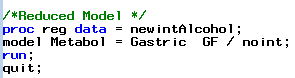 /*Reduced Model */
proc reg data = newintAlcohol;
model Metabol = Gastric  GF / noint;
run;
quit;